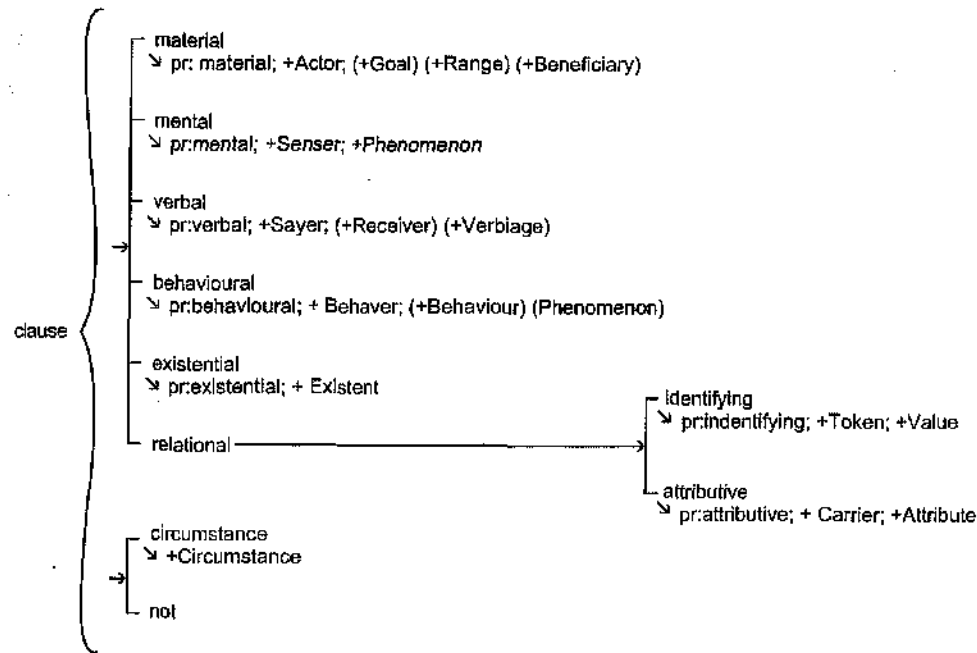 material
↘ pr: material; +Actor; (+Goal) (+Range) (+Beneficiary)
mental
↘ pr:mental; +Senser; +Phenomenon
verbal
↘ pr:verbal; +Sayer; (+Receiver) (+Verbiage)
behavioural
↘ pr:behavioural; + Behaver; (+Behaviour) (Phenomenon)
clause
existential
↘ pr:existential; + Existent
identifying
↘ pr:indentifying; +Token; +Value
relational
attributive
↘ pr:attributive; + Carrier; +Attribute
circumstance
↘ +Circumstance
not